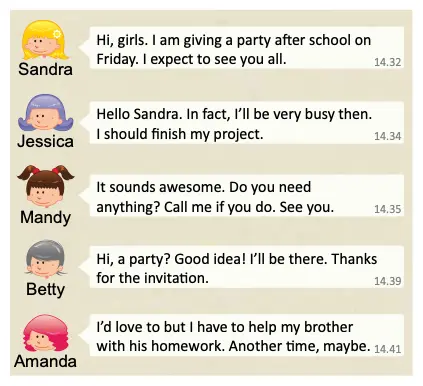 Hi, girls. I am giving a party after school on
Friday. I expect to see you all.
14.32
Sandra
Hello Sandra. In fact, I'll be very busy then.
I should finish my project.
14.34
Jessica
It sounds awesome. Do you need
anything? Call me if you do. See you.
14.35
Mandy
Hi, a party? Good idea! I'll be there. Thanks
for the invitation.
14.39
Betty
I'd love to but I have to help my brother
with his homework. Another time, maybe.
14.41
Amanda